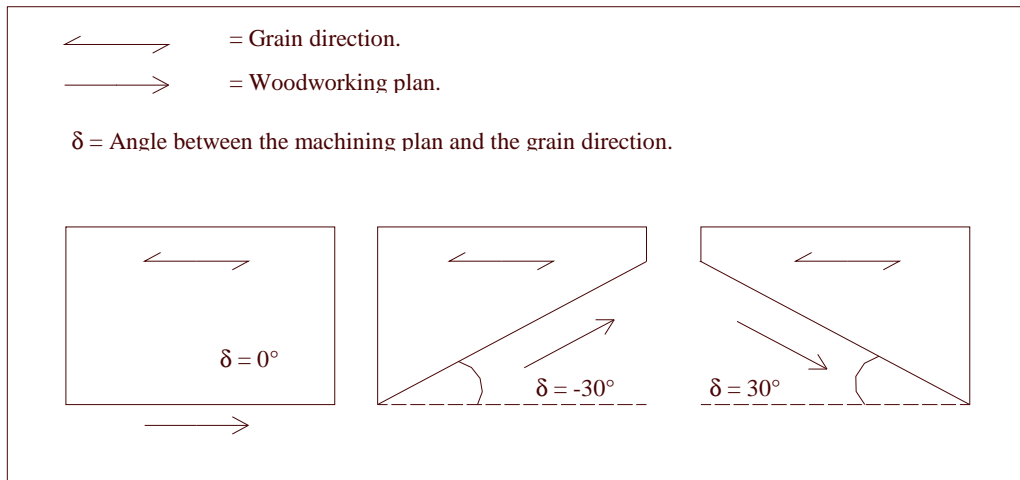 = Grain direction.
= Woodworking plan.
δ = Angle between the machining plan and the grain direction.
δ = 0°
δ = -30°
δ = 30°